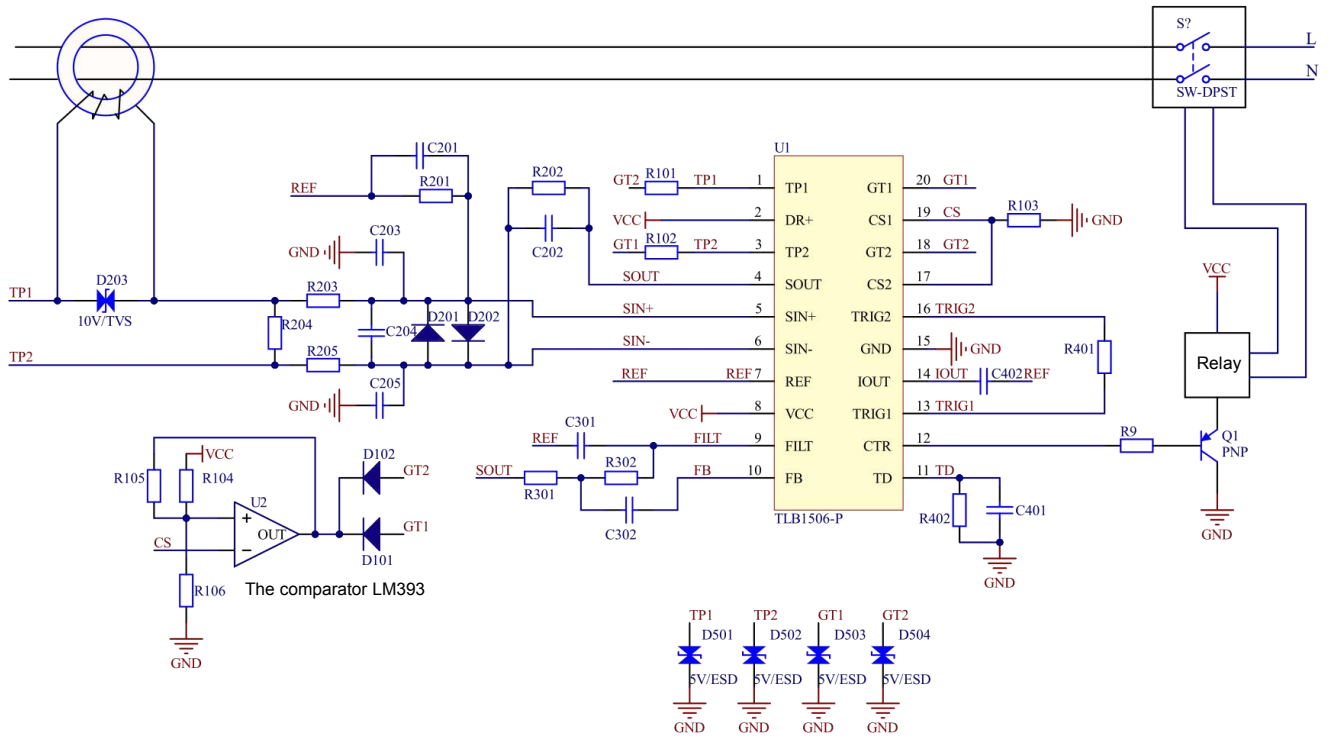 S?
L
N
SW-DPST
C201
R201
REF
R202
C202
U1
GT2 R101 TP1 1 TP1 GT1 20 GT1
VCC 2 DR+ CS1 19 CS R103 GND
GT1 R102 TP2 3 TP2 GT2 18 GT2
SOUT 4 SOUT CS2 17
SIN+ 5 SIN+ TRIG2 16 TRIG2
SIN- 6 SIN- GND 15 GND
REF REF 7 REF IOUT 14 IOUT C402 REF
VCC 8 VCC TRIG1 13 TRIG1
FILT 9 FILT CTR 12
FB 10 FB TD 11 TD
TLB1506-P
C203
GND
TP1
D203
10V/TVS
R203
R204
C204
D201
D202
TP2
R205
C205
GND
R401
VCC
Relay
R9
Q1
PNP
GND
C301
REF
SOUT
R301
R302
C302
R402
C401
GND
VCC
R105
R104
U2
+
OUT
−
CS
R106
GND
D102
GT2
GT1
D101
The comparator LM393
TP1
D501
5V/ESD
GND
TP2
D502
5V/ESD
GND
GT1
D503
5V/ESD
GND
GT2
D504
5V/ESD
GND